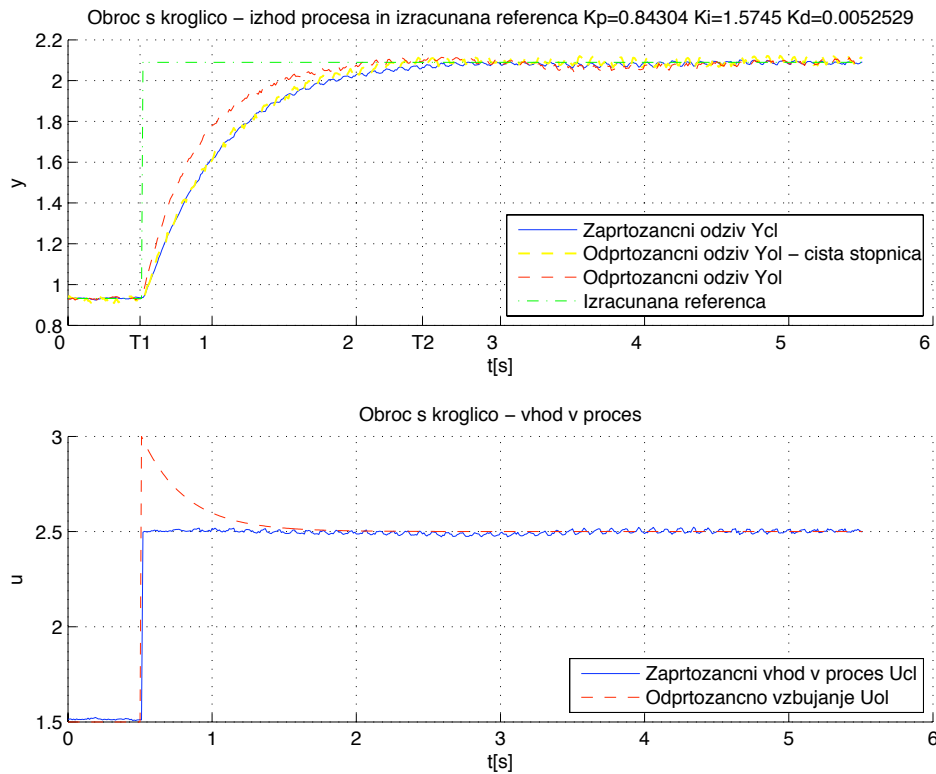 Obroc s kroglico − izhod procesa in izracunana referenca Kp=0.84304 Ki=1.5745 Kd=0.0052529
2.2
2
1.8
1.6
1.4
1.2
1
0.8
y
Zaprtozancni odziv Ycl
Odprtozancni odziv Yol − cista stopnica
Odprtozancni odziv Yol
Izracunana referenca
0 T1 1 2 T2 3 4 5 6
t[s]
Obroc s kroglico − vhod v proces
3
2.5
2
1.5
u
Zaprtozancni vhod v proces Ucl
Odprtozancno vzbujanje Uol
0 1 2 3 4 5 6
t[s]